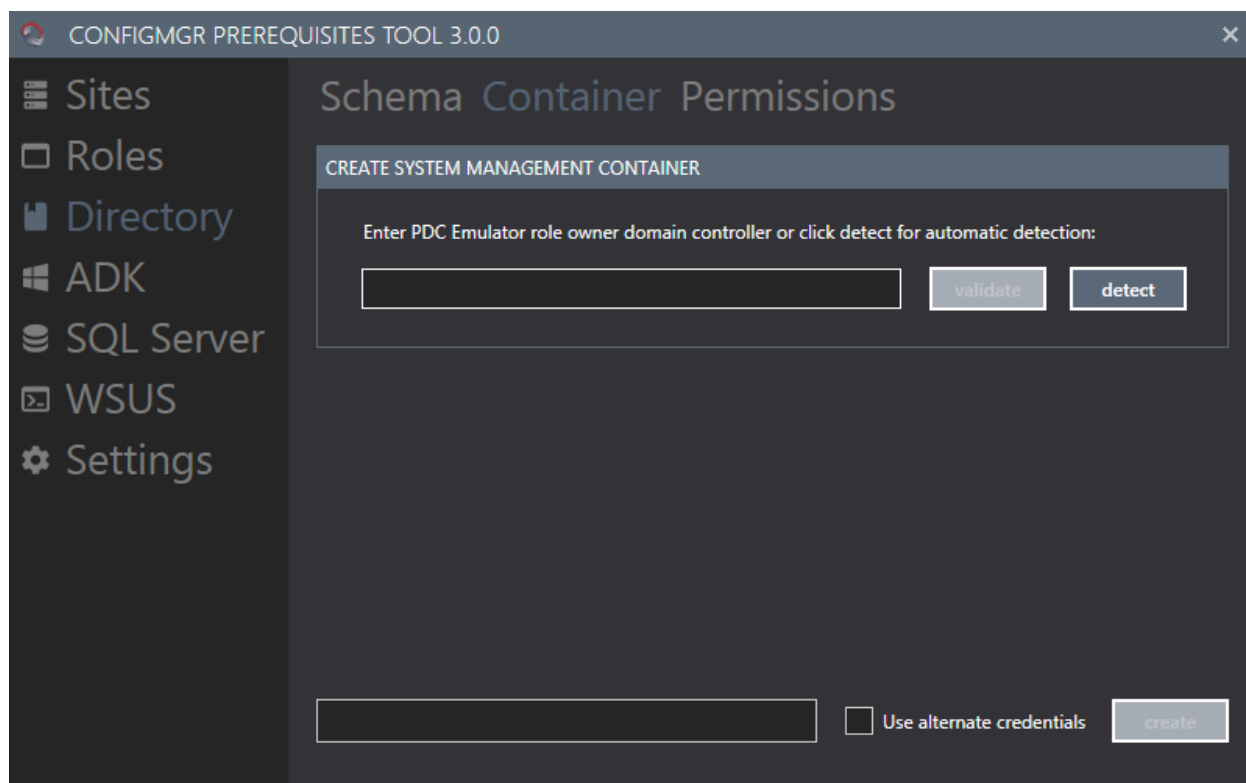 CONFIGMGR PREREQUISITES TOOL 3.0.0
Sites
Roles
Directory
ADK
SQL Server
WSUS
Settings
Schema Container Permissions
CREATE SYSTEM MANAGEMENT CONTAINER
Enter PDC Emulator role owner domain controller or click detect for automatic detection:
validate detect
Use alternate credentials create